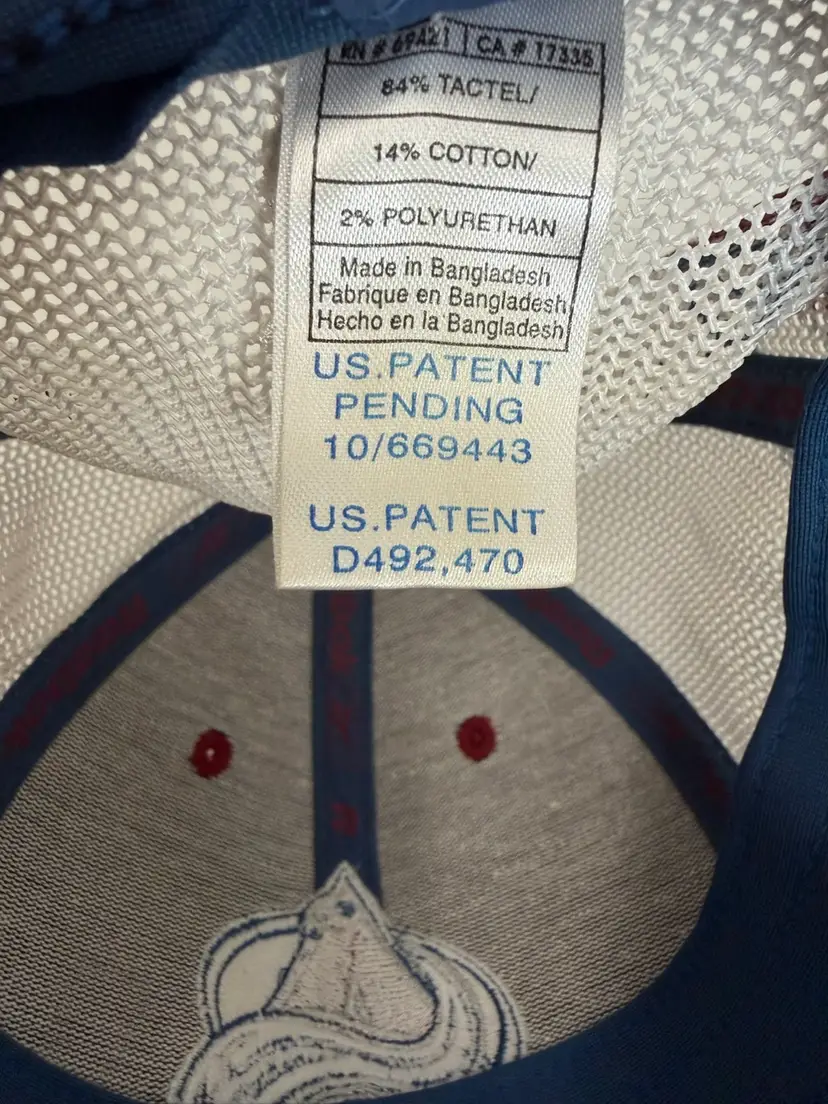 RN # 69421 | CA # 17335
84% TACTEL/
14% COTTON/
2% POLYURETHAN
Made in Bangladesh
Fabrique en Bangladesh
Hecho en la Bangladesh
US.PATENT
PENDING
10/669443
US.PATENT
D492,470